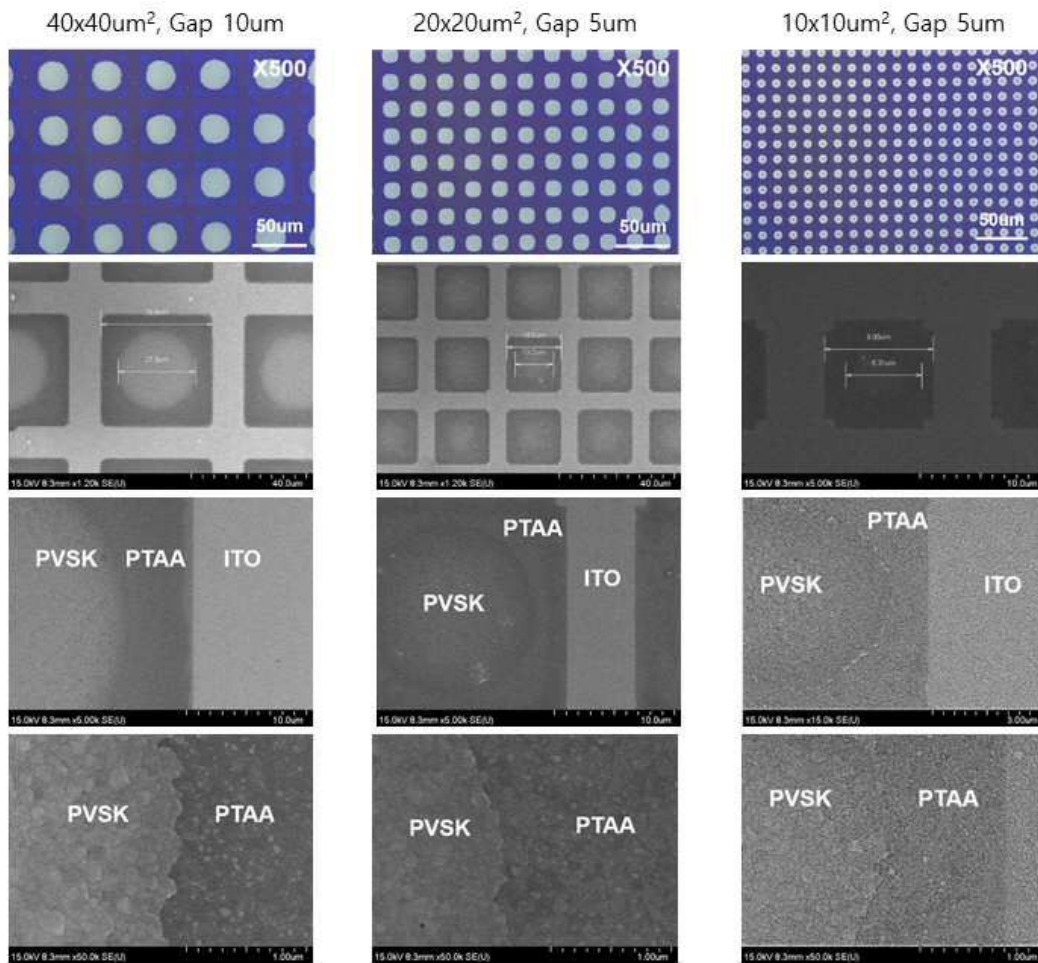 40x40um², Gap 10um
20x20um², Gap 5um
10x10um², Gap 5um
X500
50um
X500
50um
X500
50um
15.0kV 8.3mm x1.20k SE(U) 40.0um
15.0kV 8.3mm x1.20k SE(U) 40.0um
9.00um
15.0kV 8.3mm x5.00k SE(U) 10.0um
PVSK PTAA ITO
15.0kV 8.3mm x5.00k SE(U) 10.0um
PTAA
ITO
PVSK
15.0kV 8.3mm x5.00k SE(U) 10.0um
PTAA
PVSK ITO
15.0kV 8.3mm x15.0k SE(U) 3.00um
PVSK PTAA
15.0kV 8.3mm x50.0k SE(U) 1.00um
PVSK PTAA
15.0kV 8.3mm x50.0k SE(U) 1.00um
PVSK PTAA
15.0kV 8.3mm x50.0k SE(U) 1.00um